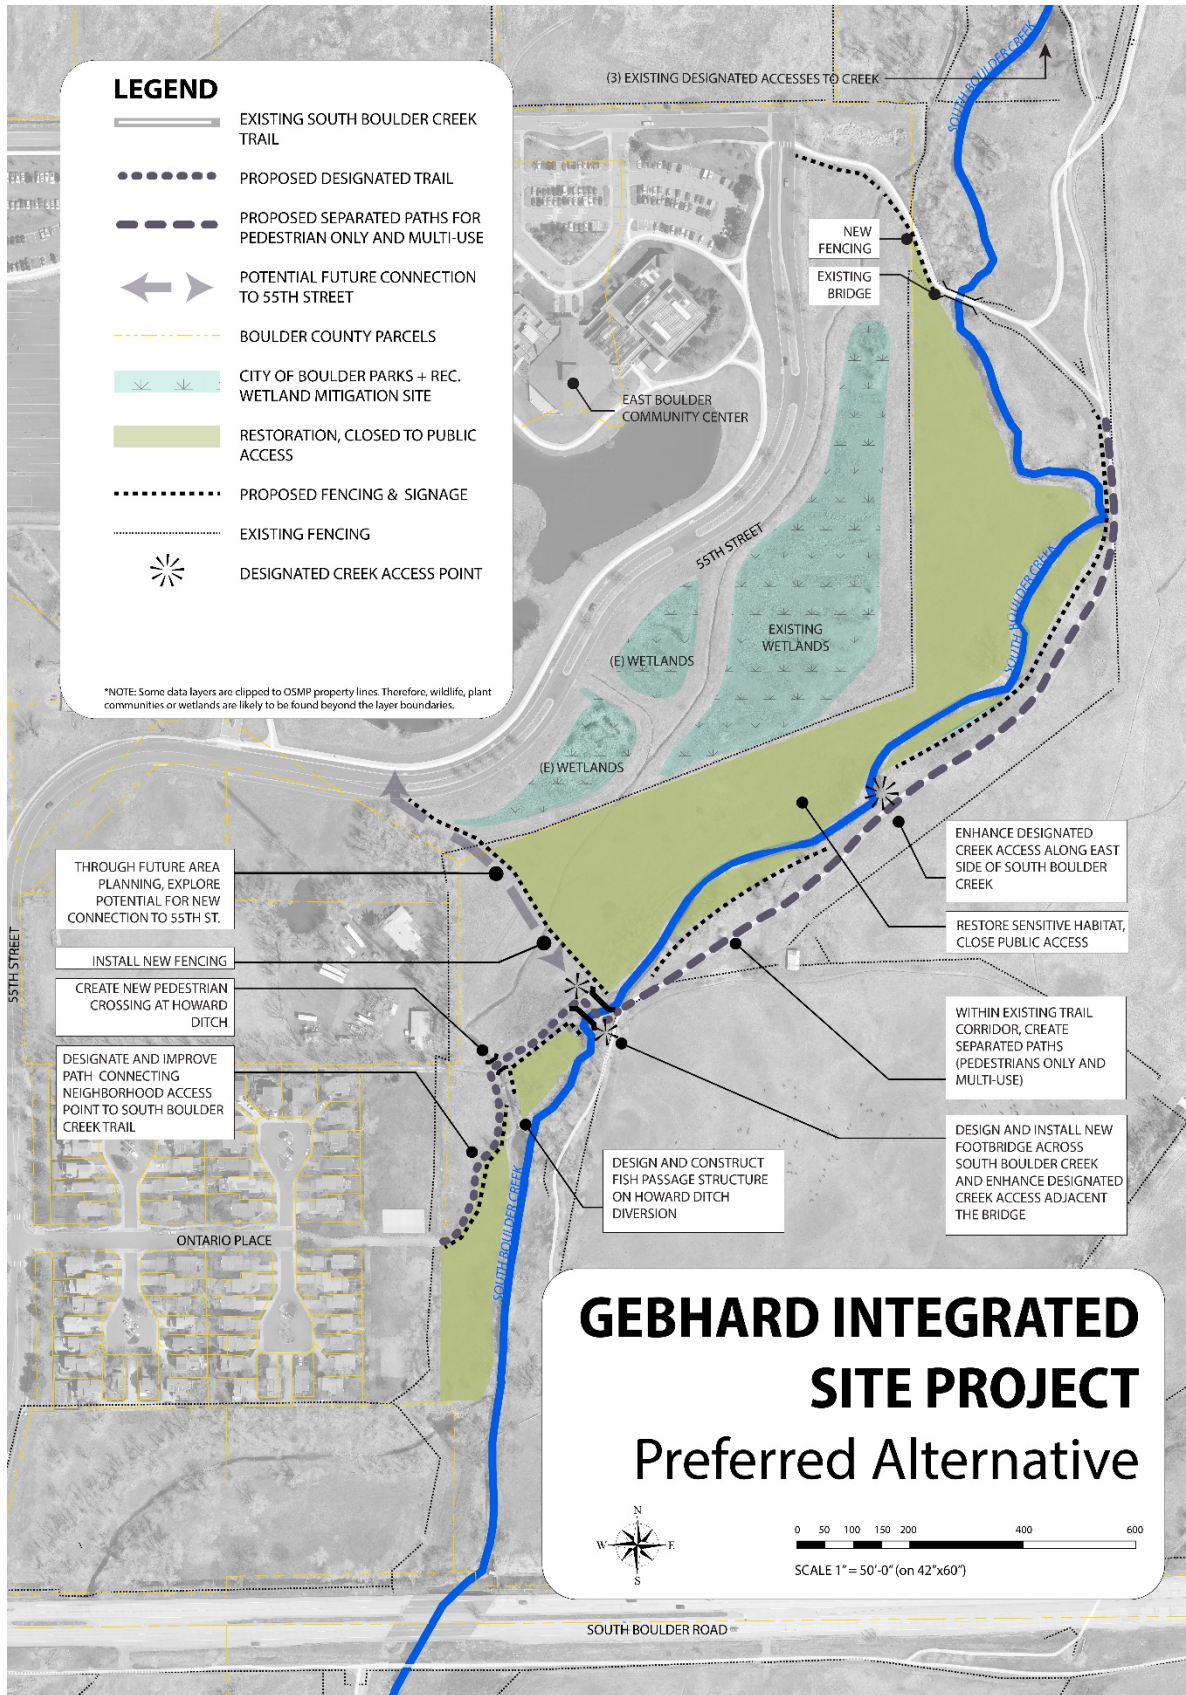 (3) EXISTING DESIGNATED ACCESSES TO CREEK
SOUTH BOULDER CREEK
LEGEND
EXISTING SOUTH BOULDER CREEK
TRAIL
PROPOSED DESIGNATED TRAIL
PROPOSED SEPARATED PATHS FOR
PEDESTRIAN ONLY AND MULTI-USE
POTENTIAL FUTURE CONNECTION
TO 55TH STREET
BOULDER COUNTY PARCELS
CITY OF BOULDER PARKS + REC.
WETLAND MITIGATION SITE
RESTORATION, CLOSED TO PUBLIC
ACCESS
PROPOSED FENCING & SIGNAGE
EXISTING FENCING
DESIGNATED CREEK ACCESS POINT
*NOTE: Some data layers are clipped to OSMP property lines. Therefore, wildlife, plant
communities or wetlands are likely to be found beyond the layer boundaries.
NEW
FENCING
EXISTING
BRIDGE
EAST BOULDER
COMMUNITY CENTER
55TH STREET
SOUTH BOULDER CREEK
EXISTING
WETLANDS
(E) WETLANDS
(E) WETLANDS
ENHANCE DESIGNATED
CREEK ACCESS ALONG EAST
SIDE OF SOUTH BOULDER
CREEK
RESTORE SENSITIVE HABITAT,
CLOSE PUBLIC ACCESS
WITHIN EXISTING TRAIL
CORRIDOR, CREATE
SEPARATED PATHS
(PEDESTRIANS ONLY AND
MULTI-USE)
DESIGN AND INSTALL NEW
FOOTBRIDGE ACROSS
SOUTH BOULDER CREEK
AND ENHANCE DESIGNATED
CREEK ACCESS ADJACENT
THE BRIDGE
THROUGH FUTURE AREA
PLANNING, EXPLORE
POTENTIAL FOR NEW
CONNECTION TO 55TH ST.
INSTALL NEW FENCING
CREATE NEW PEDESTRIAN
CROSSING AT HOWARD
DITCH
DESIGNATE AND IMPROVE
PATH CONNECTING
NEIGHBORHOOD ACCESS
POINT TO SOUTH BOULDER
CREEK TRAIL
55TH STREET
DESIGN AND CONSTRUCT
FISH PASSAGE STRUCTURE
ON HOWARD DITCH
DIVERSION
SOUTH BOULDER CREEK
ONTARIO PLACE
GEBHARD INTEGRATED
SITE PROJECT
Preferred Alternative
N
W E
S
0 50 100 150 200 400 600
SCALE 1" = 50'-0" (on 42"x60")
SOUTH BOULDER ROAD